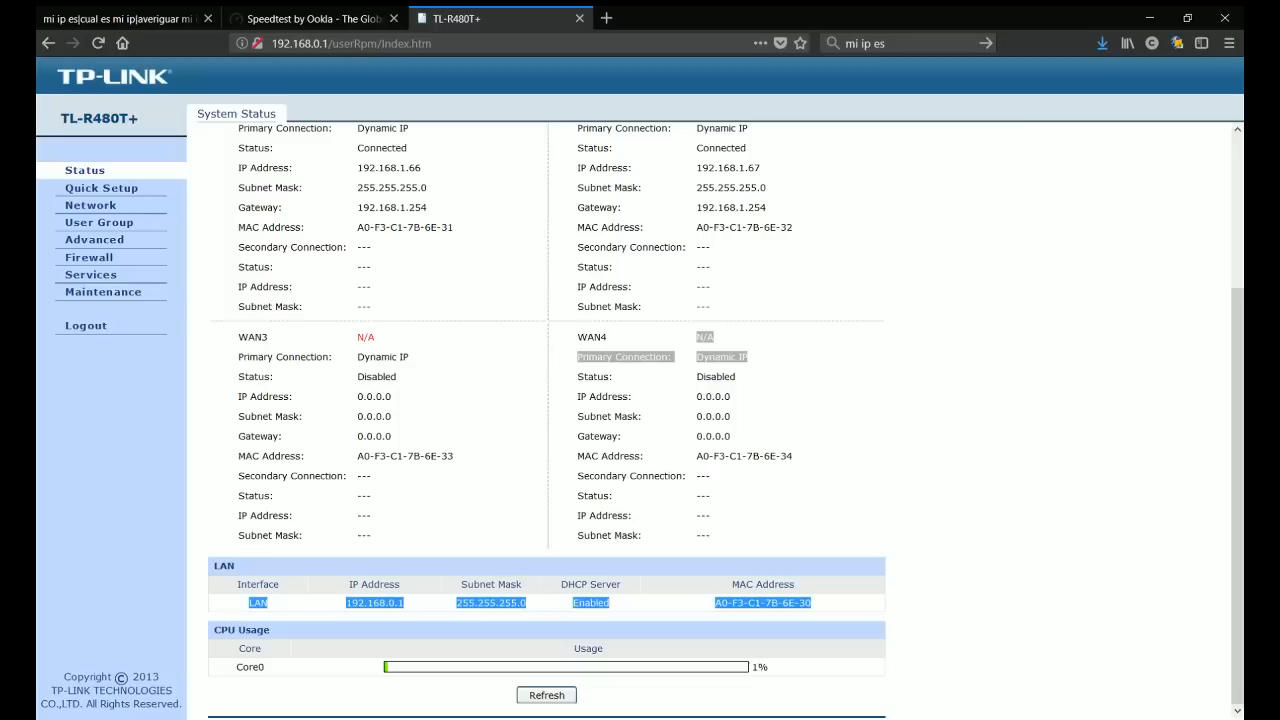 mi ip es|cual es mi ip|averiguar mi
Speedtest by Ookla - The Glob
TL-R480T+
192.168.0.1/userRpm/Index.htm
mi ip es
TP-LINK
TL-R480T+
System Status
Status
Quick Setup
Network
User Group
Advanced
Firewall
Services
Maintenance
Logout
Primary Connection: Dynamic IP Primary Connection: Dynamic IP
Status: Connected Status: Connected
IP Address: 192.168.1.66 IP Address: 192.168.1.67
Subnet Mask: 255.255.255.0 Subnet Mask: 255.255.255.0
Gateway: 192.168.1.254 Gateway: 192.168.1.254
MAC Address: A0-F3-C1-7B-6E-31 MAC Address: A0-F3-C1-7B-6E-32
Secondary Connection: --- Secondary Connection: ---
Status: --- Status: ---
IP Address: --- IP Address: ---
Subnet Mask: --- Subnet Mask: ---
WAN3 N/A WAN4 N/A
Primary Connection: Dynamic IP Primary Connection: Dynamic IP
Status: Disabled Status: Disabled
IP Address: 0.0.0.0 IP Address: 0.0.0.0
Subnet Mask: 0.0.0.0 Subnet Mask: 0.0.0.0
Gateway: 0.0.0.0 Gateway: 0.0.0.0
MAC Address: A0-F3-C1-7B-6E-33 MAC Address: A0-F3-C1-7B-6E-34
Secondary Connection: --- Secondary Connection: ---
Status: --- Status: ---
IP Address: --- IP Address: ---
Subnet Mask: --- Subnet Mask: ---
LAN
Interface IP Address Subnet Mask DHCP Server MAC Address
LAN 192.168.0.1 255.255.255.0 Enabled A0-F3-C1-7B-6E-30
CPU Usage
Core Usage
Core0 1%
Refresh
Copyright © 2013
TP-LINK TECHNOLOGIES
CO.,LTD. All Rights Reserved.